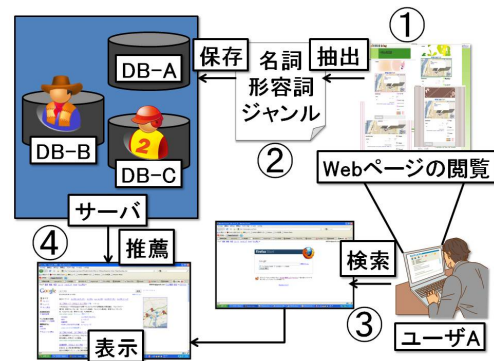 ①
保存
抽出
名詞
形容詞
ジャンル
②
DB-A
DB-B
DB-C
2
Webページの閲覧
サーバ
④
推薦
検索
③
Google
表示
ユーザA